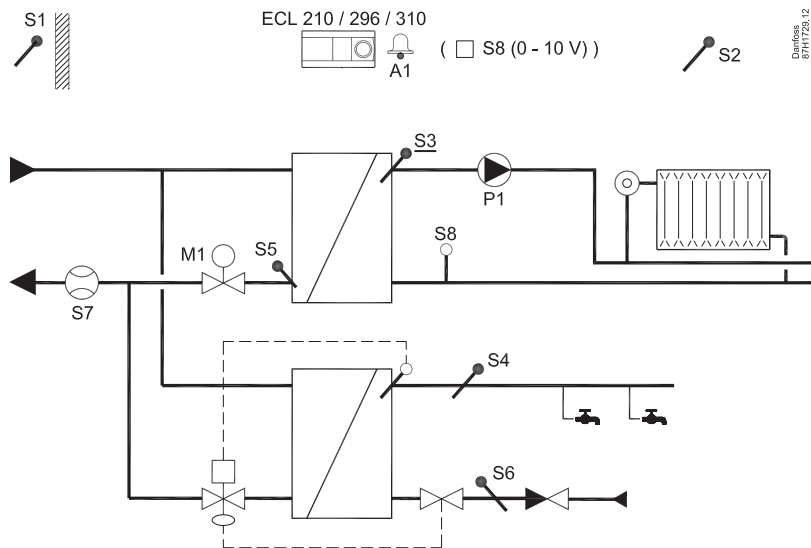 S1
ECL 210 / 296 / 310
A1
( S8 (0 - 10 V) )
S2
Danfoss
87H1729.12
S3
P1
S8
M1
S5
S7
S4
S6